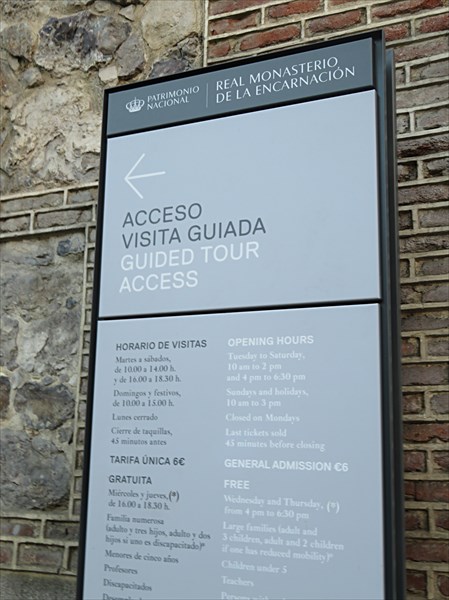 PATRIMONIO
NACIONAL
REAL MONASTERIO
DE LA ENCARNACIÓN
ACCESO
VISITA GUIADA
GUIDED TOUR
ACCESS
HORARIO DE VISITAS
Martes a sábados,
de 10.00 a 14.00 h.
y de 16.00 a 18.30 h.
Domingos y festivos,
de 10.00 a 15.00 h.
Lunes cerrado
Cierre de taquillas,
45 minutos antes
TARIFA ÚNICA 6€
GRATUITA
Miércoles y jueves,(*)
de 16.00 a 18.30 h.
Familia numerosa
(adulto y tres hijos, adulto y dos
hijos si uno es discapacitado)*
Menores de cinco años
Profesores
Discapacitados
OPENING HOURS
Tuesday to Saturday,
10 am to 2 pm
and 4 pm to 6:30 pm
Sundays and holidays,
10 am to 3 pm
Closed on Mondays
Last tickets sold
45 minutes before closing
GENERAL ADMISSION €6
FREE
Wednesday and Thursday, (*)
from 4 pm to 6:30 pm
Large families (adult and
3 children, adult and 2 children
if one has reduced mobility)*
Children under 5
Teachers
Persons with